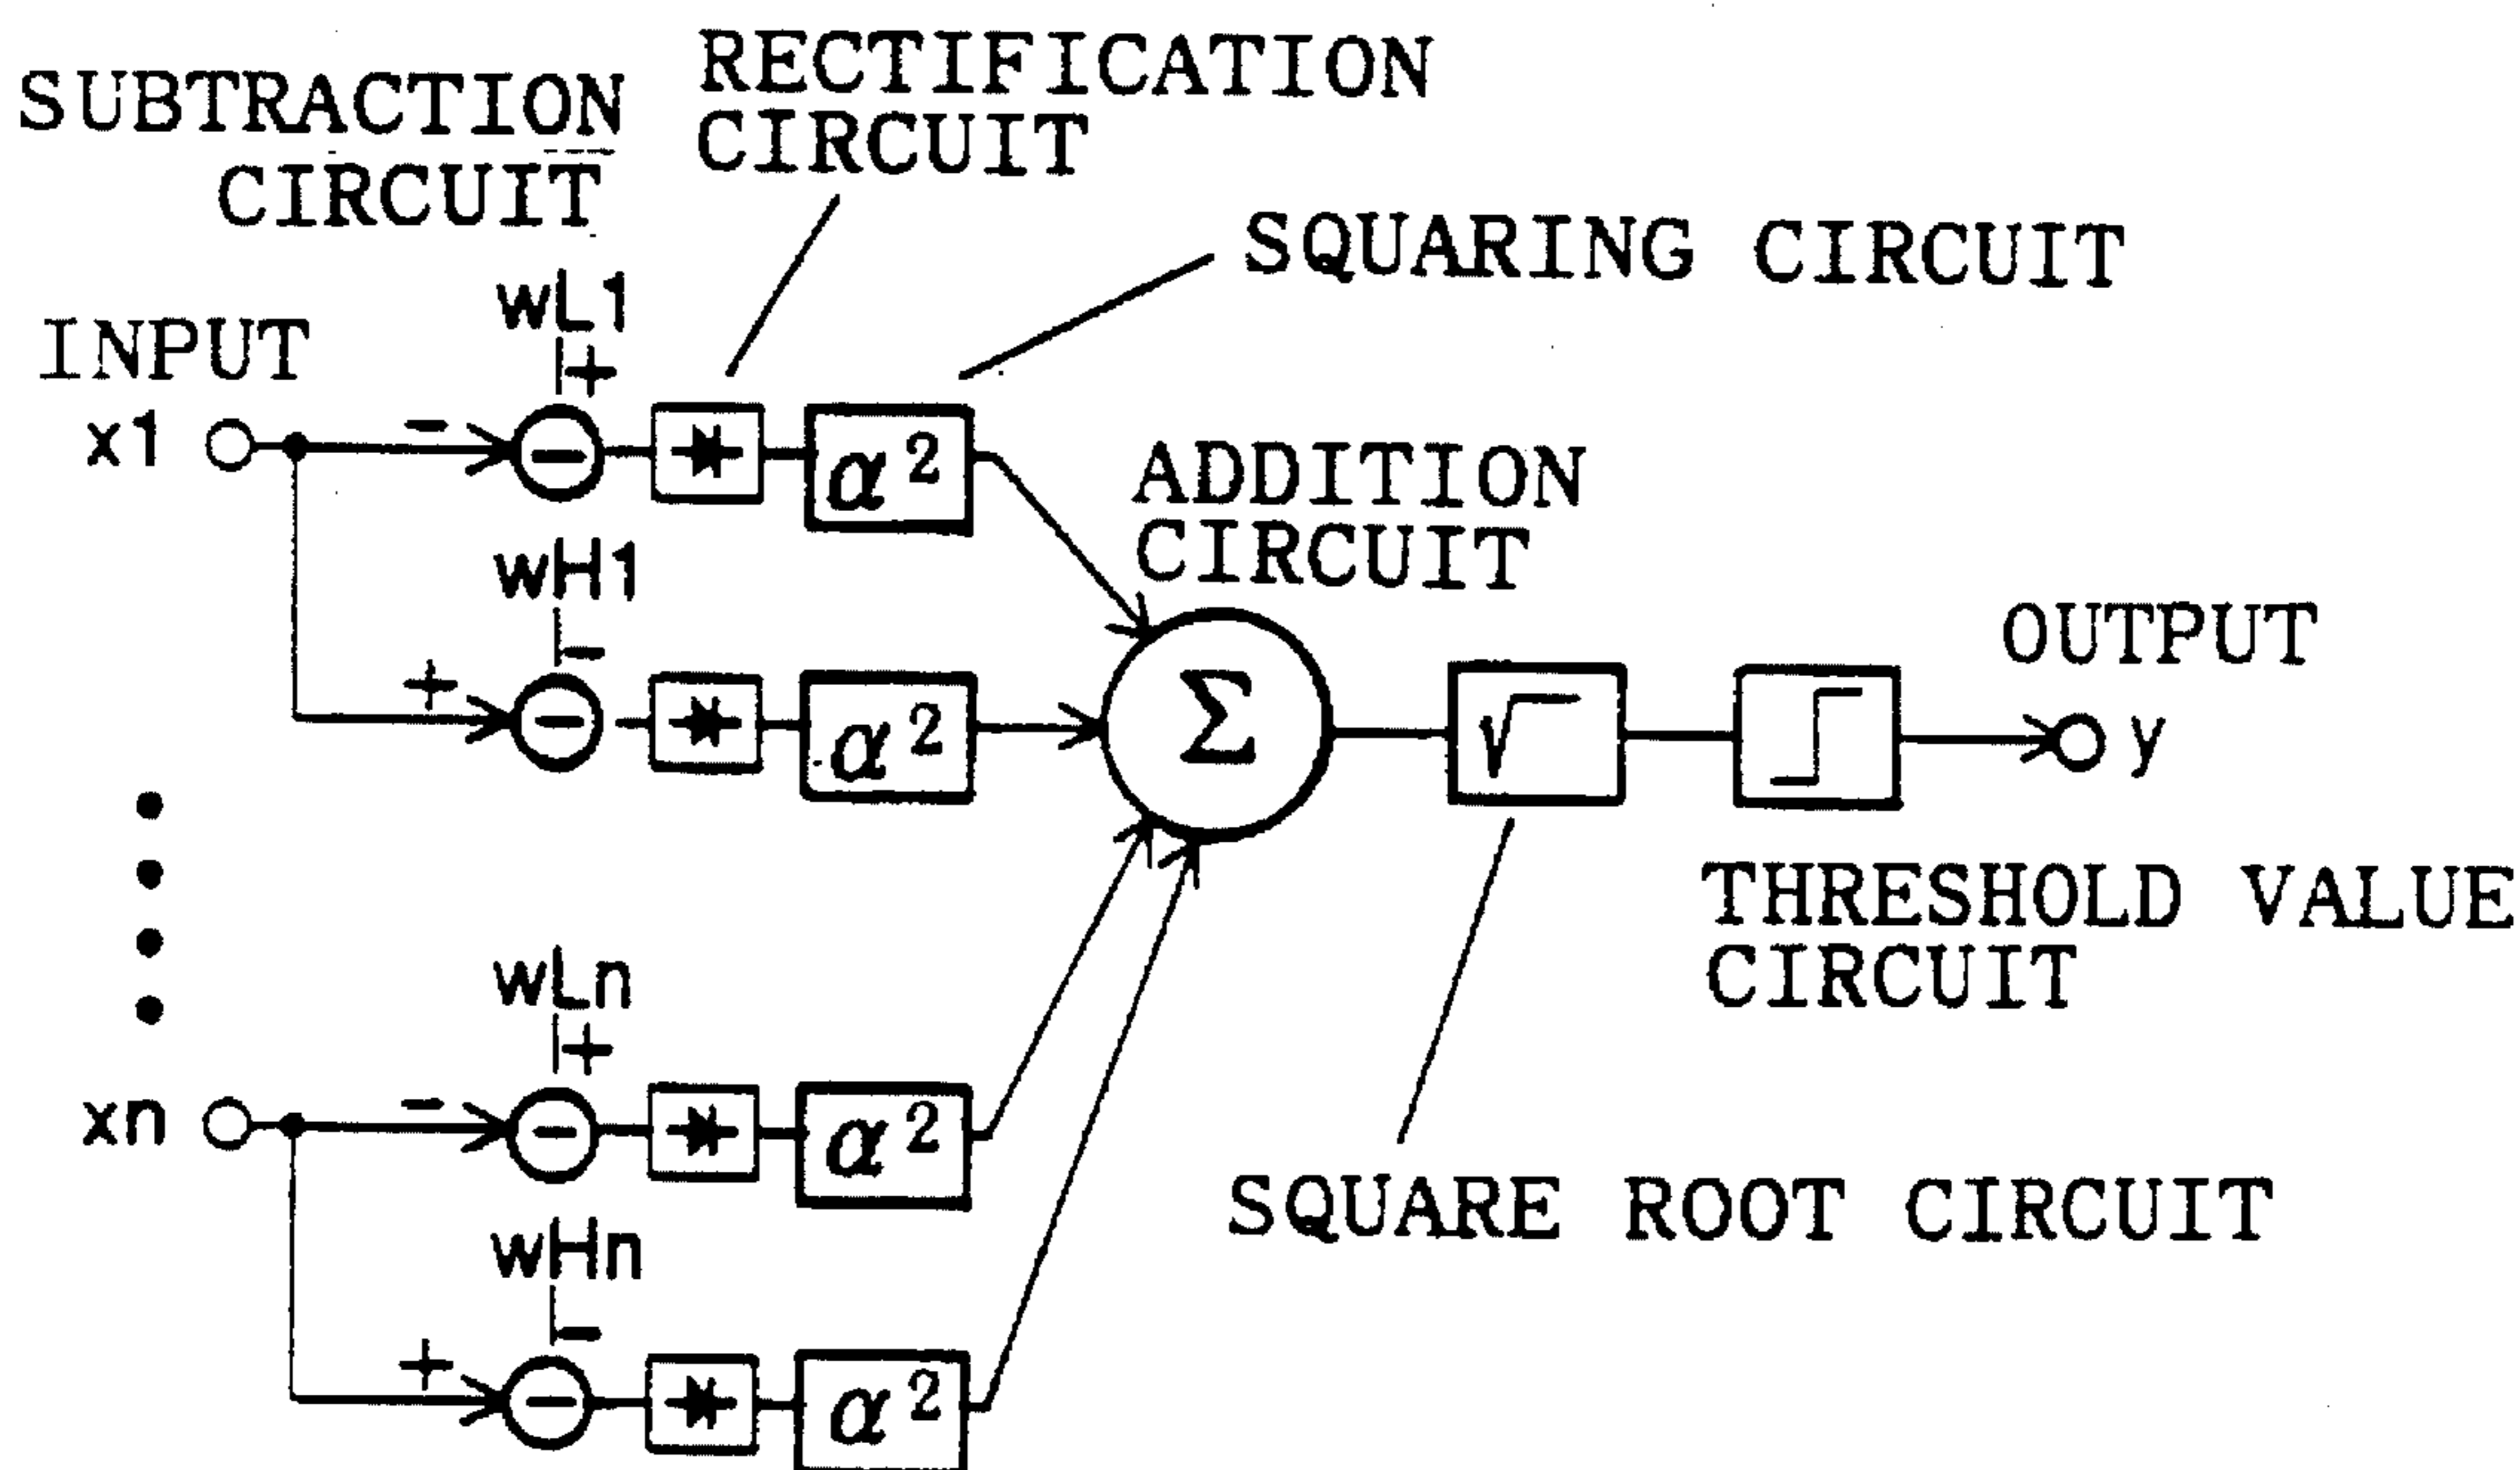 SUBTRACTION
CIRCUIT
RECTIFICATION
CIRCUIT
SQUARING CIRCUIT
INPUT
wL1
+
x1
-
α2
wH1
-
+
α2
ADDITION
CIRCUIT
Σ
√
OUTPUT
y
THRESHOLD VALUE
CIRCUIT
wLn
+
xn
-
α2
SQUARE ROOT CIRCUIT
wHn
-
+
α2